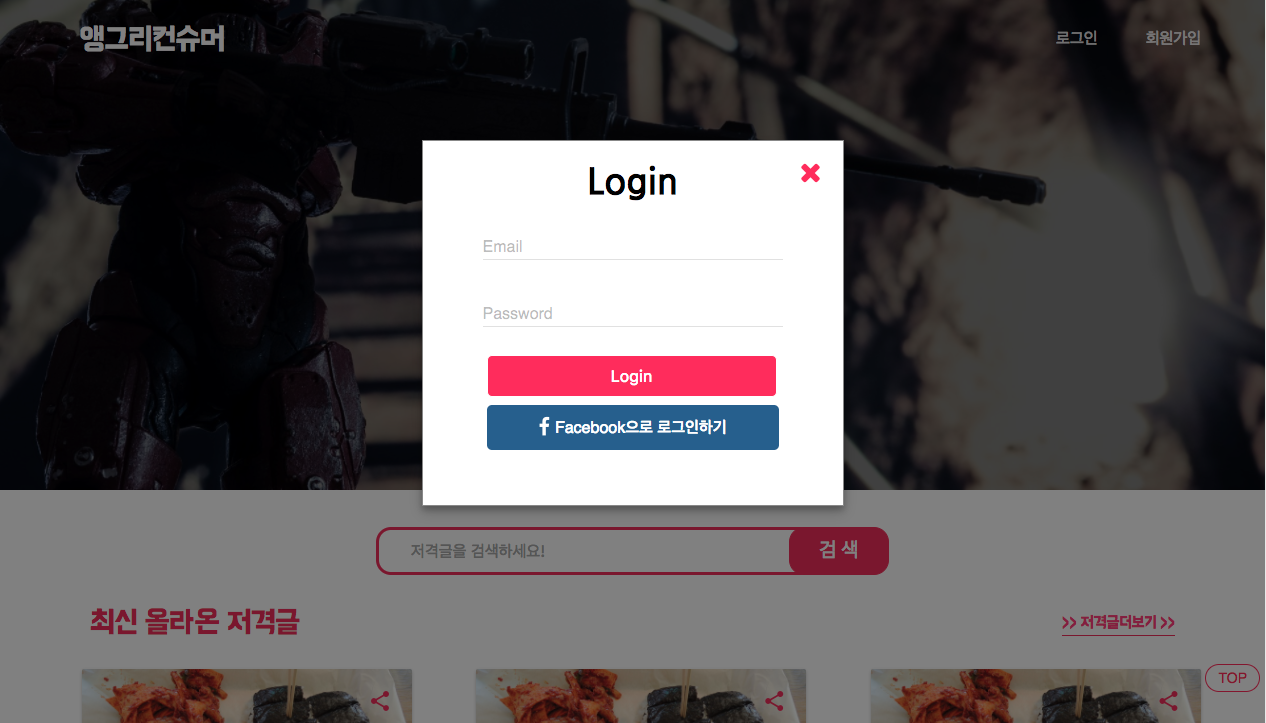 앵그리컨슈머
로그인
회원가입
Login
Email
Password
Login
Facebook으로 로그인하기
저격글을 검색하세요!
검 색
최신 올라온 저격글
>> 저격글더보기 >>
TOP